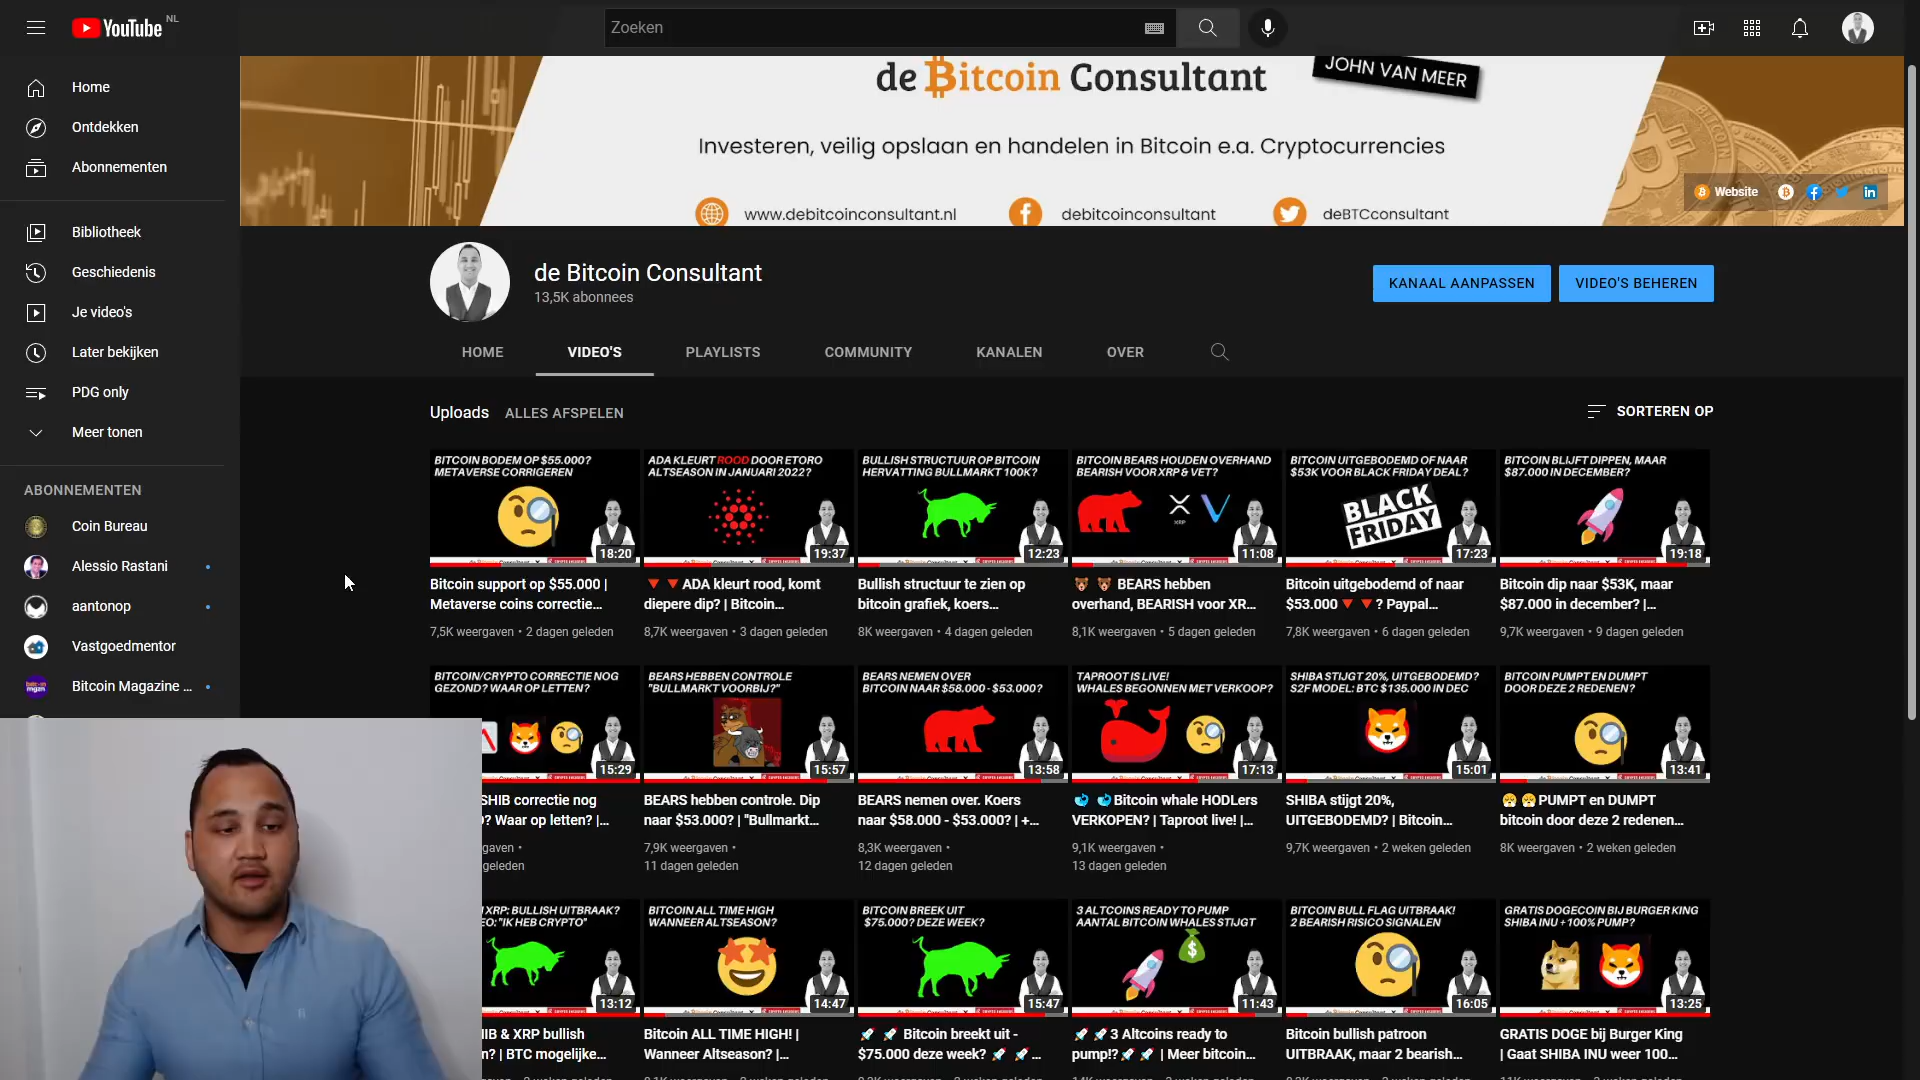 YouTube NL
Zoeken
Home
Ontdekken
Abonnementen
Bibliotheek
Geschiedenis
Je video's
Later bekijken
PDG only
Meer tonen
ABONNEMENTEN
Coin Bureau
Alessio Rastani
aantonop
Vastgoedmentor
Bitcoin Magazine ...
de Bitcoin Consultant
JOHN VAN MEER
Investeren, veilig opslaan en handelen in Bitcoin e.a. Cryptocurrencies
www.debitcoinconsultant.nl
debitcoinconsultant
deBTCconsultant
Website
de Bitcoin Consultant
13,5K abonnees
KANAAL AANPASSEN
VIDEO'S BEHEREN
HOME
VIDEO'S
PLAYLISTS
COMMUNITY
KANALEN
OVER
Uploads
ALLES AFSPELEN
SORTEREN OP
BITCOIN BODEM OP $55.000?
METAVERSE CORRIGEREN
18:20
Bitcoin support op $55.000 |
Metaverse coins correctie...
7,5K weergaven • 2 dagen geleden
ADA KLEURT ROOD DOOR ETORO
ALTSEASON IN JANUARI 2022?
19:37
ADA kleurt rood, komt
diepere dip? | Bitcoin...
8,7K weergaven • 3 dagen geleden
BULLISH STRUCTUUR OP BITCOIN
HERVATTING BULLMARKT 100K?
12:23
Bullish structuur te zien op
bitcoin grafiek, koers...
8K weergaven • 4 dagen geleden
BITCOIN BEARS HOUDEN OVERHAND
BEARISH VOOR XRP & VET?
XRP
11:08
BEARS hebben
overhand, BEARISH voor XR...
8,1K weergaven • 5 dagen geleden
BITCOIN UITGEBODEMD OF NAAR
$53K VOOR BLACK FRIDAY DEAL?
BLACK
FRIDAY
17:23
Bitcoin uitgebodemd of naar
$53.000 ? Paypal...
7,8K weergaven • 6 dagen geleden
BITCOIN BLIJFT DIPPEN, MAAR
$87.000 IN DECEMBER?
19:18
Bitcoin dip naar $53K, maar
$87.000 in december? |...
9,7K weergaven • 9 dagen geleden
BITCOIN/CRYPTO CORRECTIE NOG
GEZOND? WAAR OP LETTEN?
15:29
SHIB correctie nog
? Waar op letten? |...
gaven •
geleden
BEARS HEBBEN CONTROLE
"BULLMARKT VOORBIJ?"
15:57
BEARS hebben controle. Dip
naar $53.000? | "Bullmarkt...
7,9K weergaven •
11 dagen geleden
BEARS NEMEN OVER
BITCOIN NAAR $58.000 - $53.000?
13:58
BEARS nemen over. Koers
naar $58.000 - $53.000? | +...
8,3K weergaven •
12 dagen geleden
TAPROOT IS LIVE!
WHALES BEGONNEN MET VERKOOP?
17:13
Bitcoin whale HODLers
VERKOPEN? | Taproot live! |...
9,1K weergaven •
13 dagen geleden
SHIBA STIJGT 20%, UITGEBODEMD?
S2F MODEL: BTC $135.000 IN DEC
15:01
SHIBA stijgt 20%,
UITGEBODEMD? | Bitcoin...
9,7K weergaven • 2 weken geleden
BITCOIN PUMPT EN DUMPT
DOOR DEZE 2 REDENEN?
13:41
PUMPT en DUMPT
bitcoin door deze 2 redenen...
8K weergaven • 2 weken geleden
XRP: BULLISH UITBRAAK?
EO: "IK HEB CRYPTO"
13:12
IB & XRP bullish
n? | BTC mogelijke...
BITCOIN ALL TIME HIGH
WANNEER ALTSEASON?
14:47
Bitcoin ALL TIME HIGH! |
Wanneer Altseason? |...
BITCOIN BREEK UIT
$75.000? DEZE WEEK?
15:47
Bitcoin breekt uit -
$75.000 deze week? ...
3 ALTCOINS READY TO PUMP
AANTAL BITCOIN WHALES STIJGT
11:43
3 Altcoins ready to
pump!? | Meer bitcoin...
BITCOIN BULL FLAG UITBRAAK!
2 BEARISH RISICO SIGNALEN
16:05
Bitcoin bullish patroon
UITBRAAK, maar 2 bearish...
GRATIS DOGECOIN BIJ BURGER KING
SHIBA INU + 100% PUMP?
13:25
GRATIS DOGE bij Burger King
| Gaat SHIBA INU weer 100...